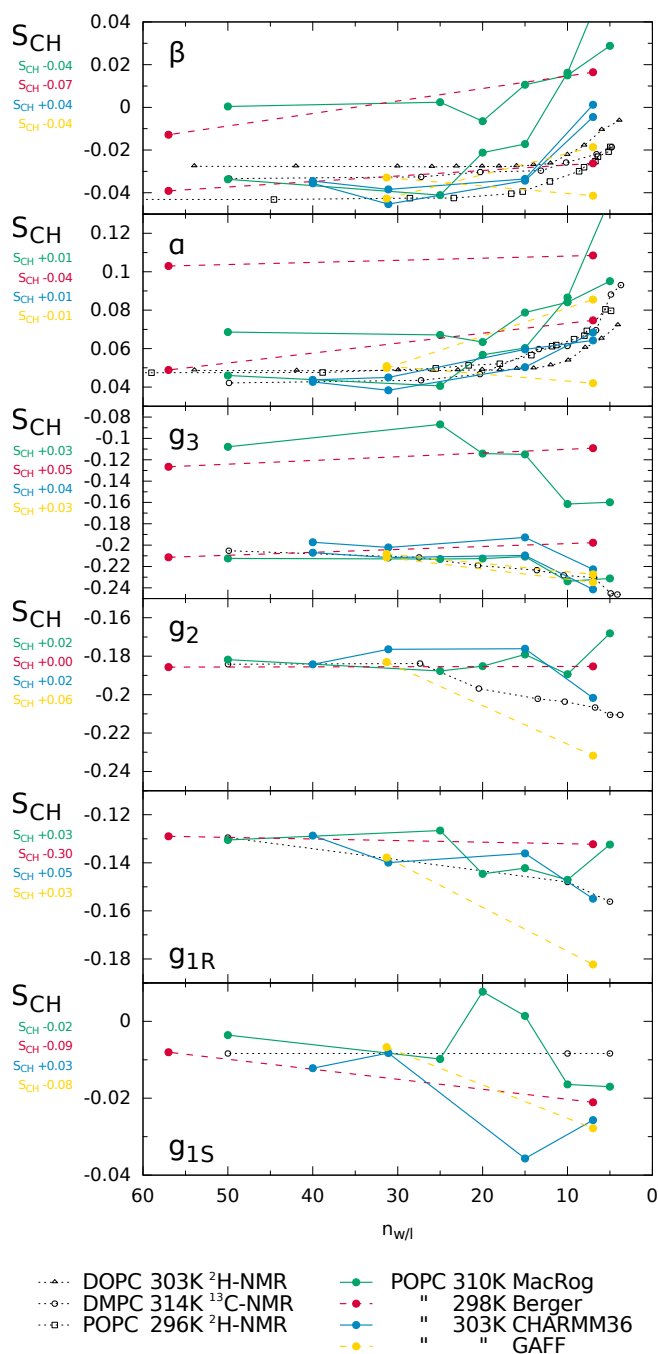 S_CH
S_CH -0.04
S_CH -0.07
S_CH +0.04
S_CH -0.04
β
0.04
0.02
0
-0.02
-0.04
S_CH
S_CH +0.01
S_CH -0.04
S_CH +0.01
S_CH -0.01
α
0.12
0.1
0.08
0.06
0.04
S_CH
S_CH +0.03
S_CH +0.05
S_CH +0.04
S_CH +0.03
g_3
-0.08
-0.1
-0.12
-0.14
-0.16
-0.18
-0.2
-0.22
-0.24
S_CH
S_CH +0.02
S_CH +0.00
S_CH +0.02
S_CH +0.06
g_2
-0.16
-0.18
-0.2
-0.22
-0.24
S_CH
S_CH +0.03
S_CH -0.30
S_CH +0.05
S_CH +0.03
-0.12
-0.14
-0.16
-0.18
g_1R
S_CH
S_CH -0.02
S_CH -0.09
S_CH +0.03
S_CH -0.08
0
-0.02
-0.04
g_1S
60 50 40 30 20 10 0
n_w/l
DOPC 303K ²H-NMR
DMPC 314K ¹³C-NMR
POPC 296K ²H-NMR
POPC 310K MacRog
" 298K Berger
" 303K CHARMM36
" " GAFF